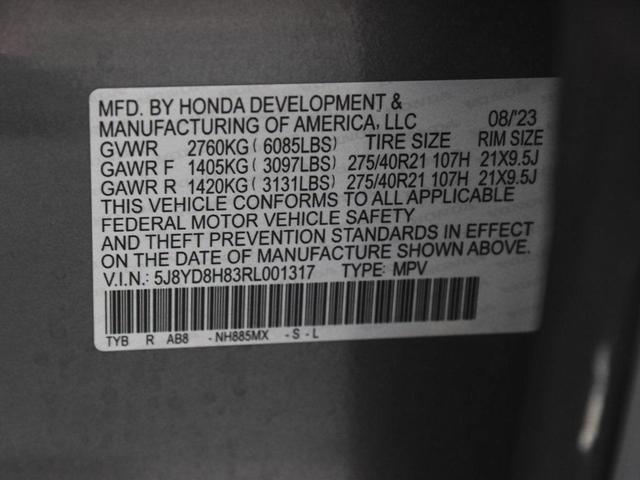 MFD. BY HONDA DEVELOPMENT &
MANUFACTURING OF AMERICA, LLC 08/'23
GVWR 2760KG(6085LBS) TIRE SIZE RIM SIZE
GAWR F 1405KG(3097LBS) 275/40R21 107H 21X9.5J
GAWR R 1420KG(3131LBS) 275/40R21 107H 21X9.5J
THIS VEHICLE CONFORMS TO ALL APPLICABLE
FEDERAL MOTOR VEHICLE SAFETY
AND THEFT PREVENTION STANDARDS IN EFFECT
ON THE DATE OF MANUFACTURE SHOWN ABOVE.
V.I.N.: 5J8YD8H83RL001317 TYPE: MPV
TYB R AB8 -NH885MX -S-L